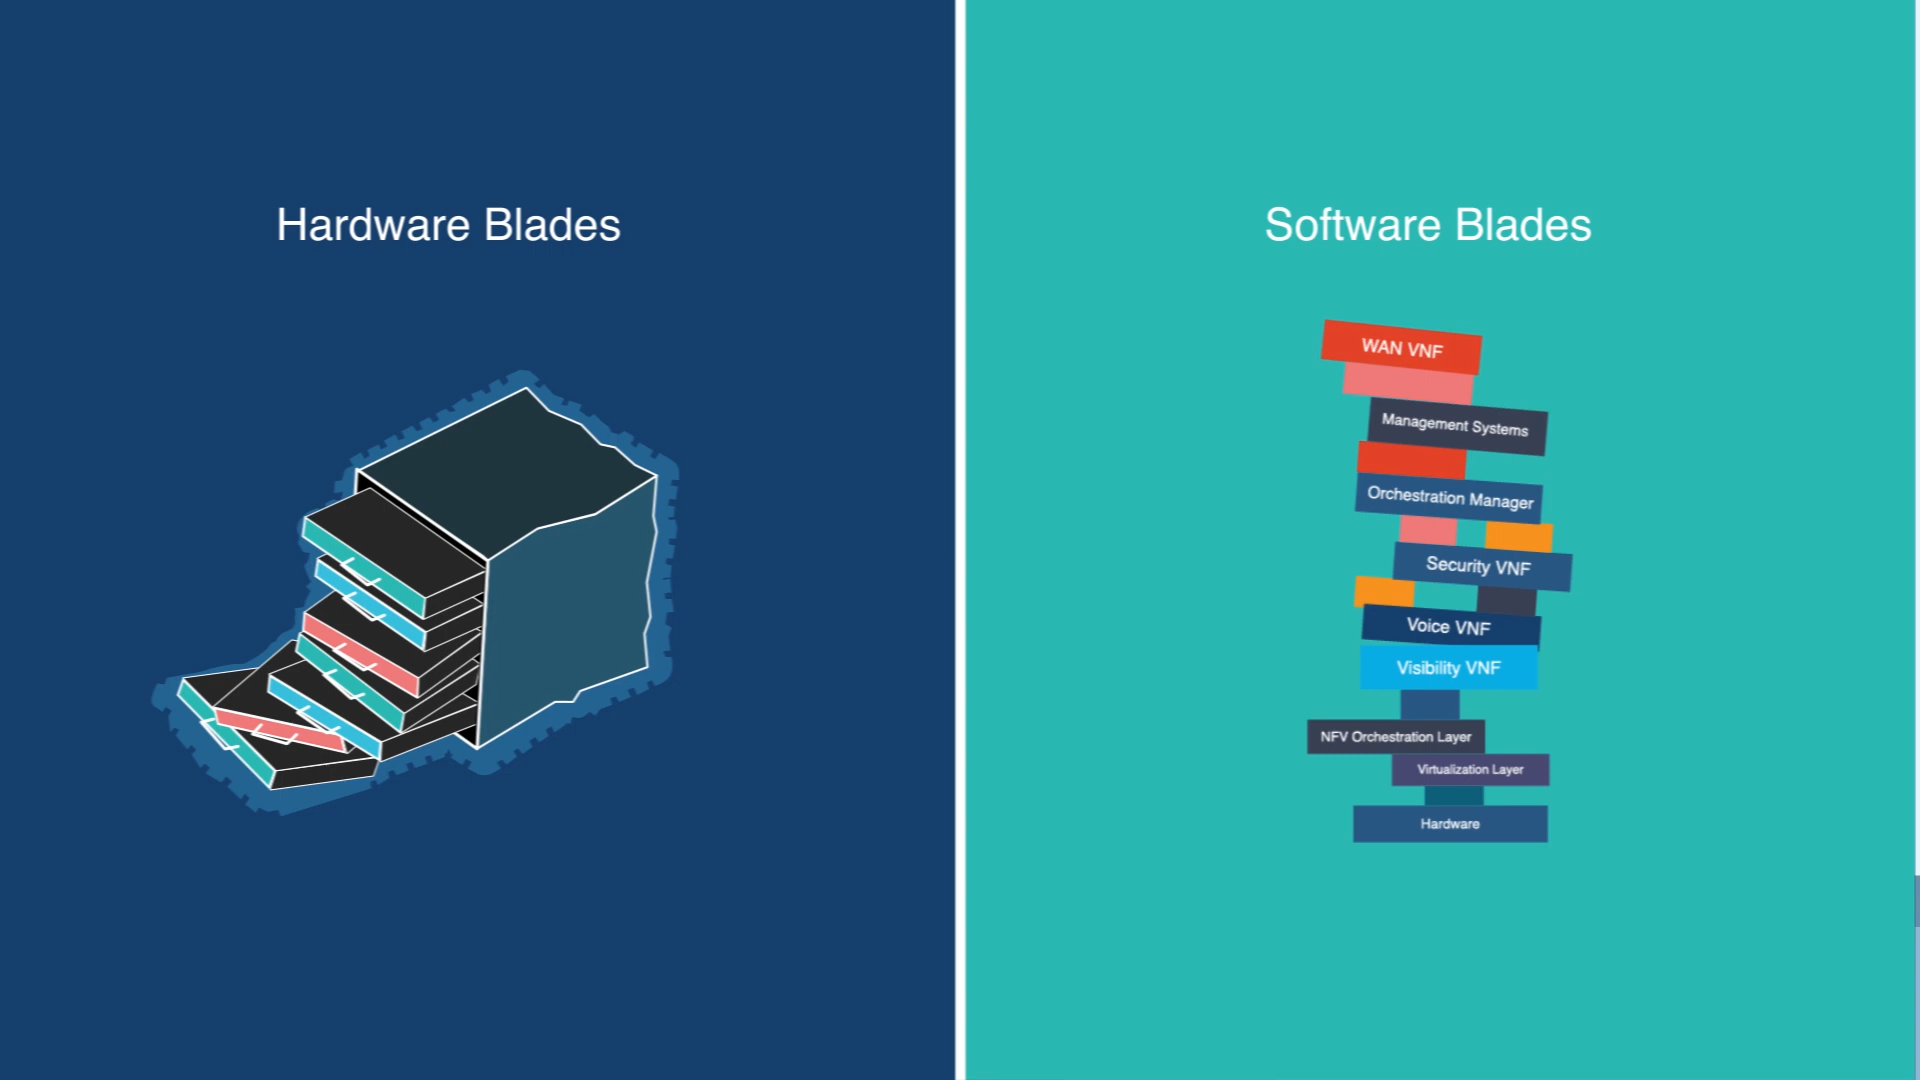 Hardware Blades
Software Blades
WAN VNF
Management Systems
Orchestration Manager
Security VNF
Voice VNF
Visibility VNF
NFV Orchestration Layer
Virtualization Layer
Hardware